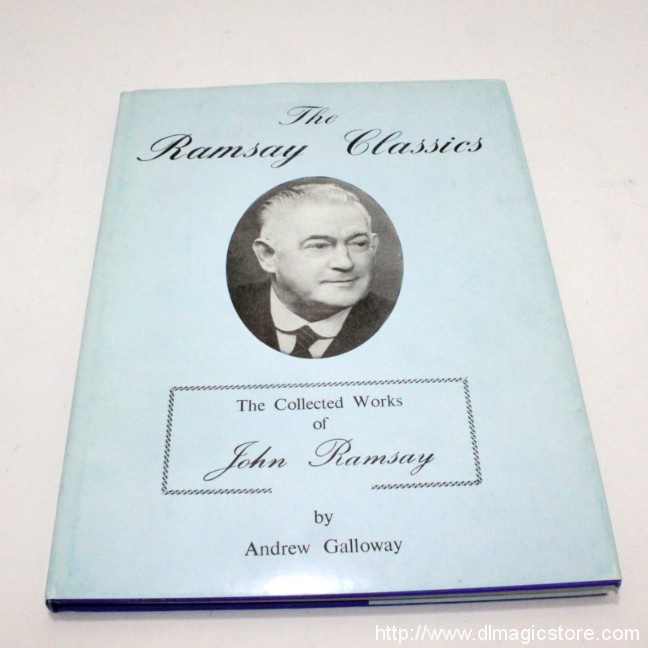 The
Ramsay Classics
The Collected Works
of
John Ramsay
by
Andrew Galloway
http://www.dlmagicstore.com